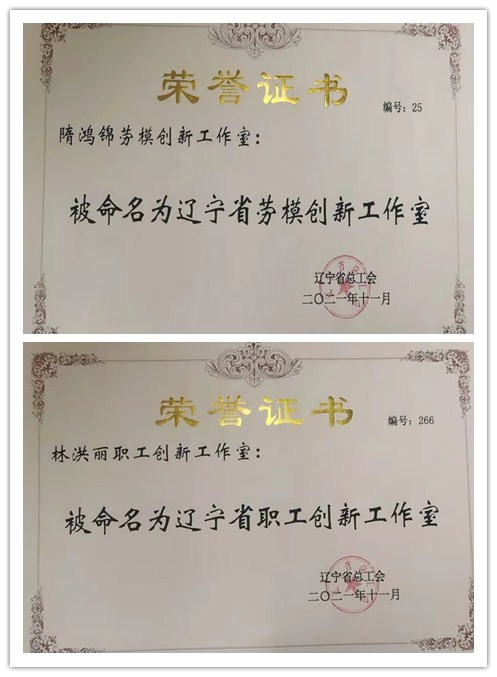 荣誉证书
编号：25
隋鸿锦劳模创新工作室：
被命名为辽宁省劳模创新工作室
辽宁省总工会
二〇二一年十一月
荣誉证书
编号：266
林洪丽职工创新工作室：
被命名为辽宁省职工创新工作室
辽宁省总工会
二〇二一年十一月